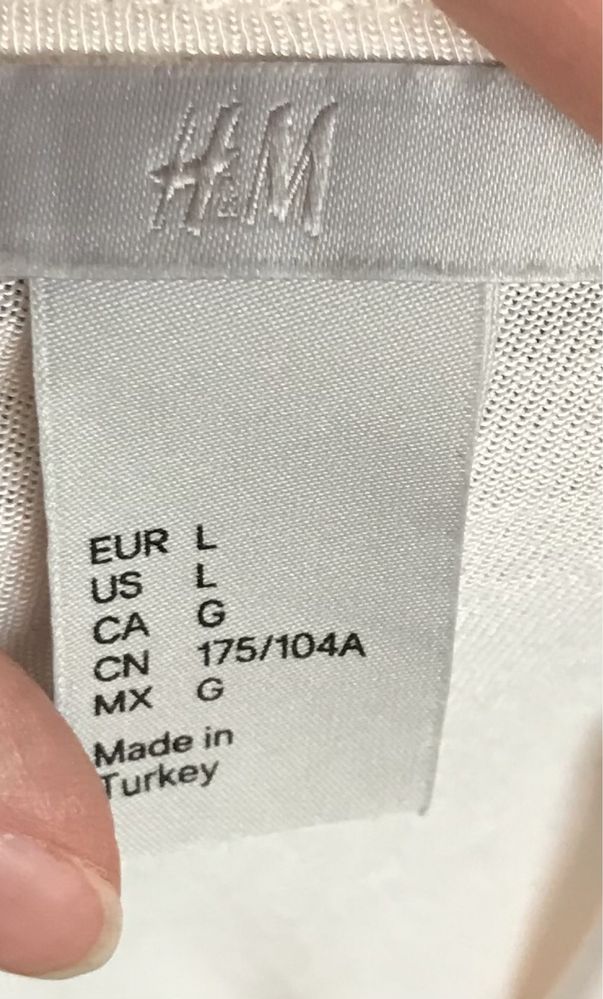 H&M
EUR L
US L
CA G
CN 175/104A
MX G
Made in
Turkey